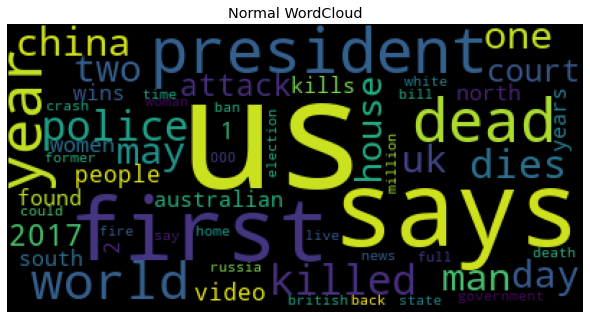 Normal WordCloud
china
two
president
one
court
year
wins
attack
kills
time
white
bill
north
crash
woman
house
years
police
us
ban
1
dead
women
may
000
election
million
uk
dies
former
people
says
found
could
australian
first
2017
2
fire
say
home
live
news
full
death
south
russia
world
killed
man
day
video
british
back
state
government